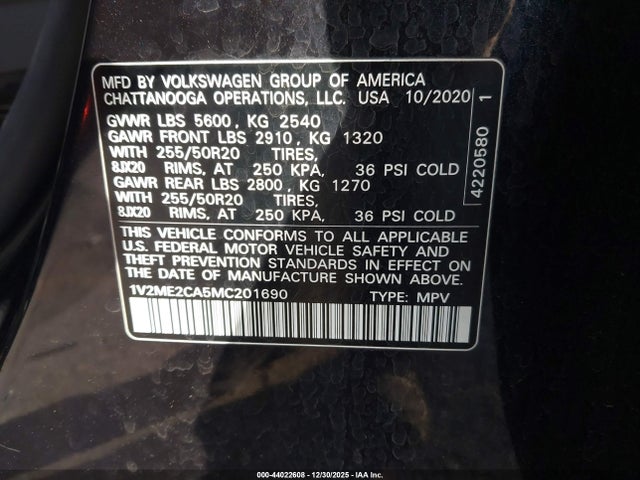 MFD BY VOLKSWAGEN GROUP OF AMERICA
CHATTANOOGA OPERATIONS, LLC. USA 10/2020
GVWR LBS 5600, KG 2540
GAWR FRONT LBS 2910, KG 1320
WITH 255/50R20 TIRES,
8JX20 RIMS, AT 250 KPA, 36 PSI COLD
GAWR REAR LBS 2800, KG 1270
WITH 255/50R20 TIRES,
8JX20 RIMS, AT 250 KPA, 36 PSI COLD
THIS VEHICLE CONFORMS TO ALL APPLICABLE
U.S. FEDERAL MOTOR VEHICLE SAFETY AND
THEFT PREVENTION STANDARDS IN EFFECT ON
THE DATE OF MANUFACTURE SHOWN ABOVE.
1V2ME2CA5MC201690 TYPE: MPV
4220580 1
000-44022608 - 12/30/2025 - IAA Inc.